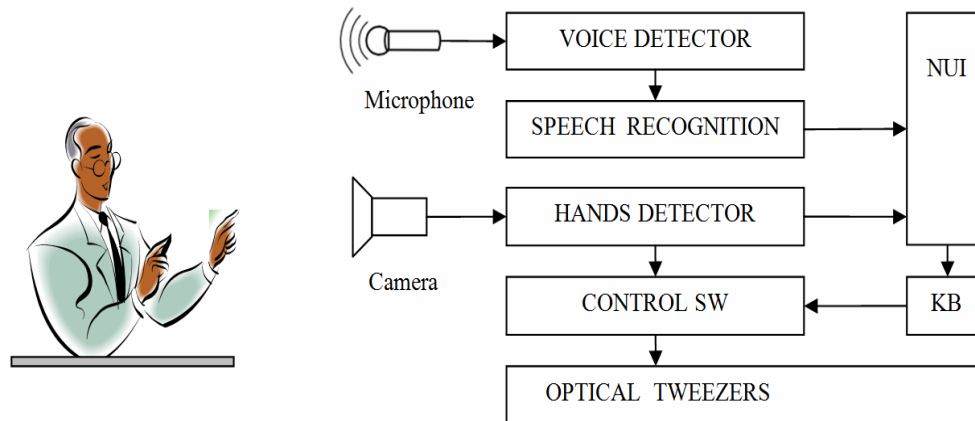 VOICE DETECTOR
NUI
Microphone
SPEECH RECOGNITION
HANDS DETECTOR
Camera
CONTROL SW
KB
OPTICAL TWEEZERS